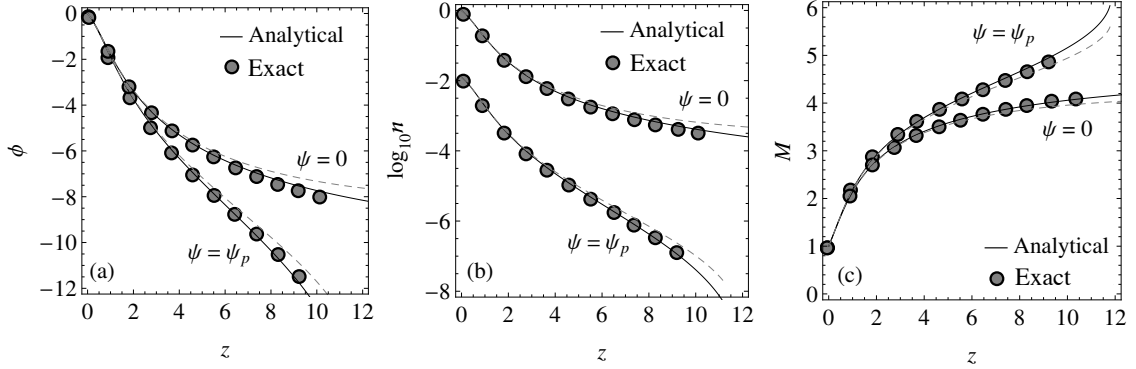 0
−2
−4
−6
−8
−10
−12
ϕ
Analytical
Exact
ψ = 0
ψ = ψp
(a)
0 2 4 6 8 10 12
z
0
−2
−4
−6
−8
log10 n
Analytical
Exact
ψ = 0
ψ = ψp
(b)
0 2 4 6 8 10 12
z
6
5
4
3
2
1
0
M
ψ = ψp
ψ = 0
Analytical
Exact
(c)
0 2 4 6 8 10 12
z